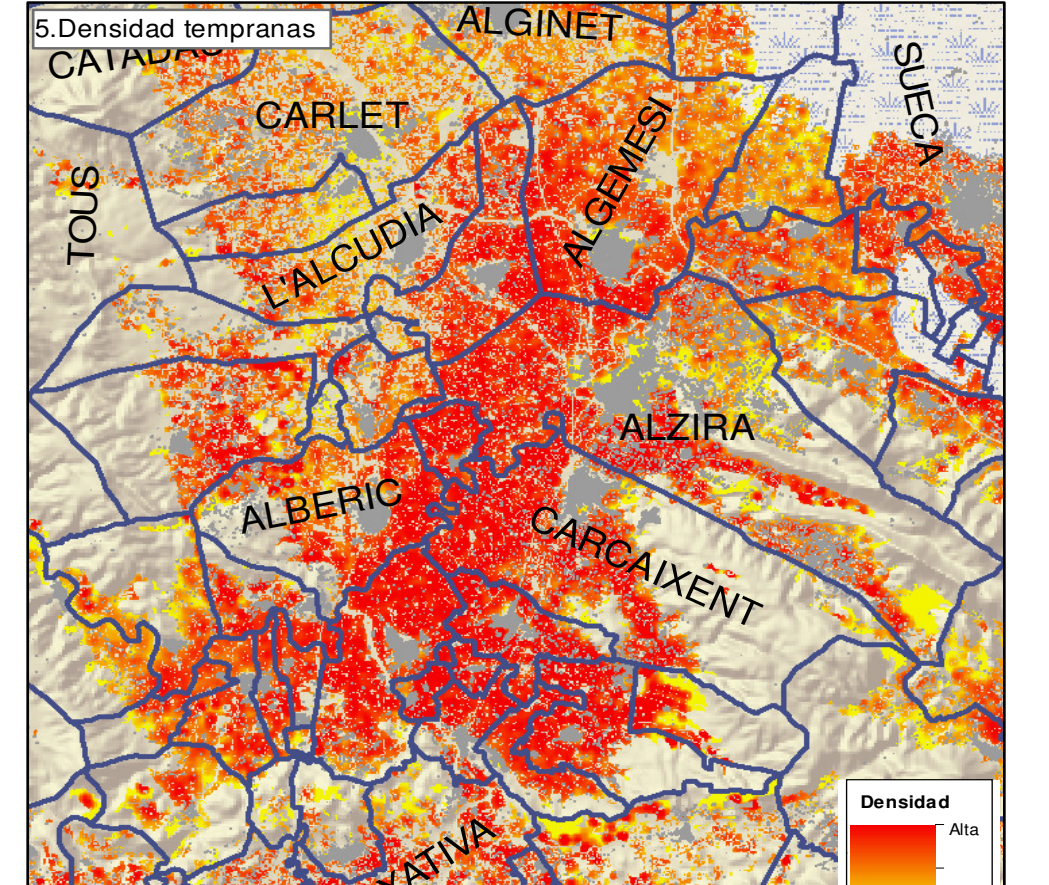 5.Densidad tempranas
ALGINET
CARLET
SUECA
ALGEMESI
TOUS
L'ALCUDIA
ALZIRA
ALBERIC
CARCAIXENT
Densidad
Alta